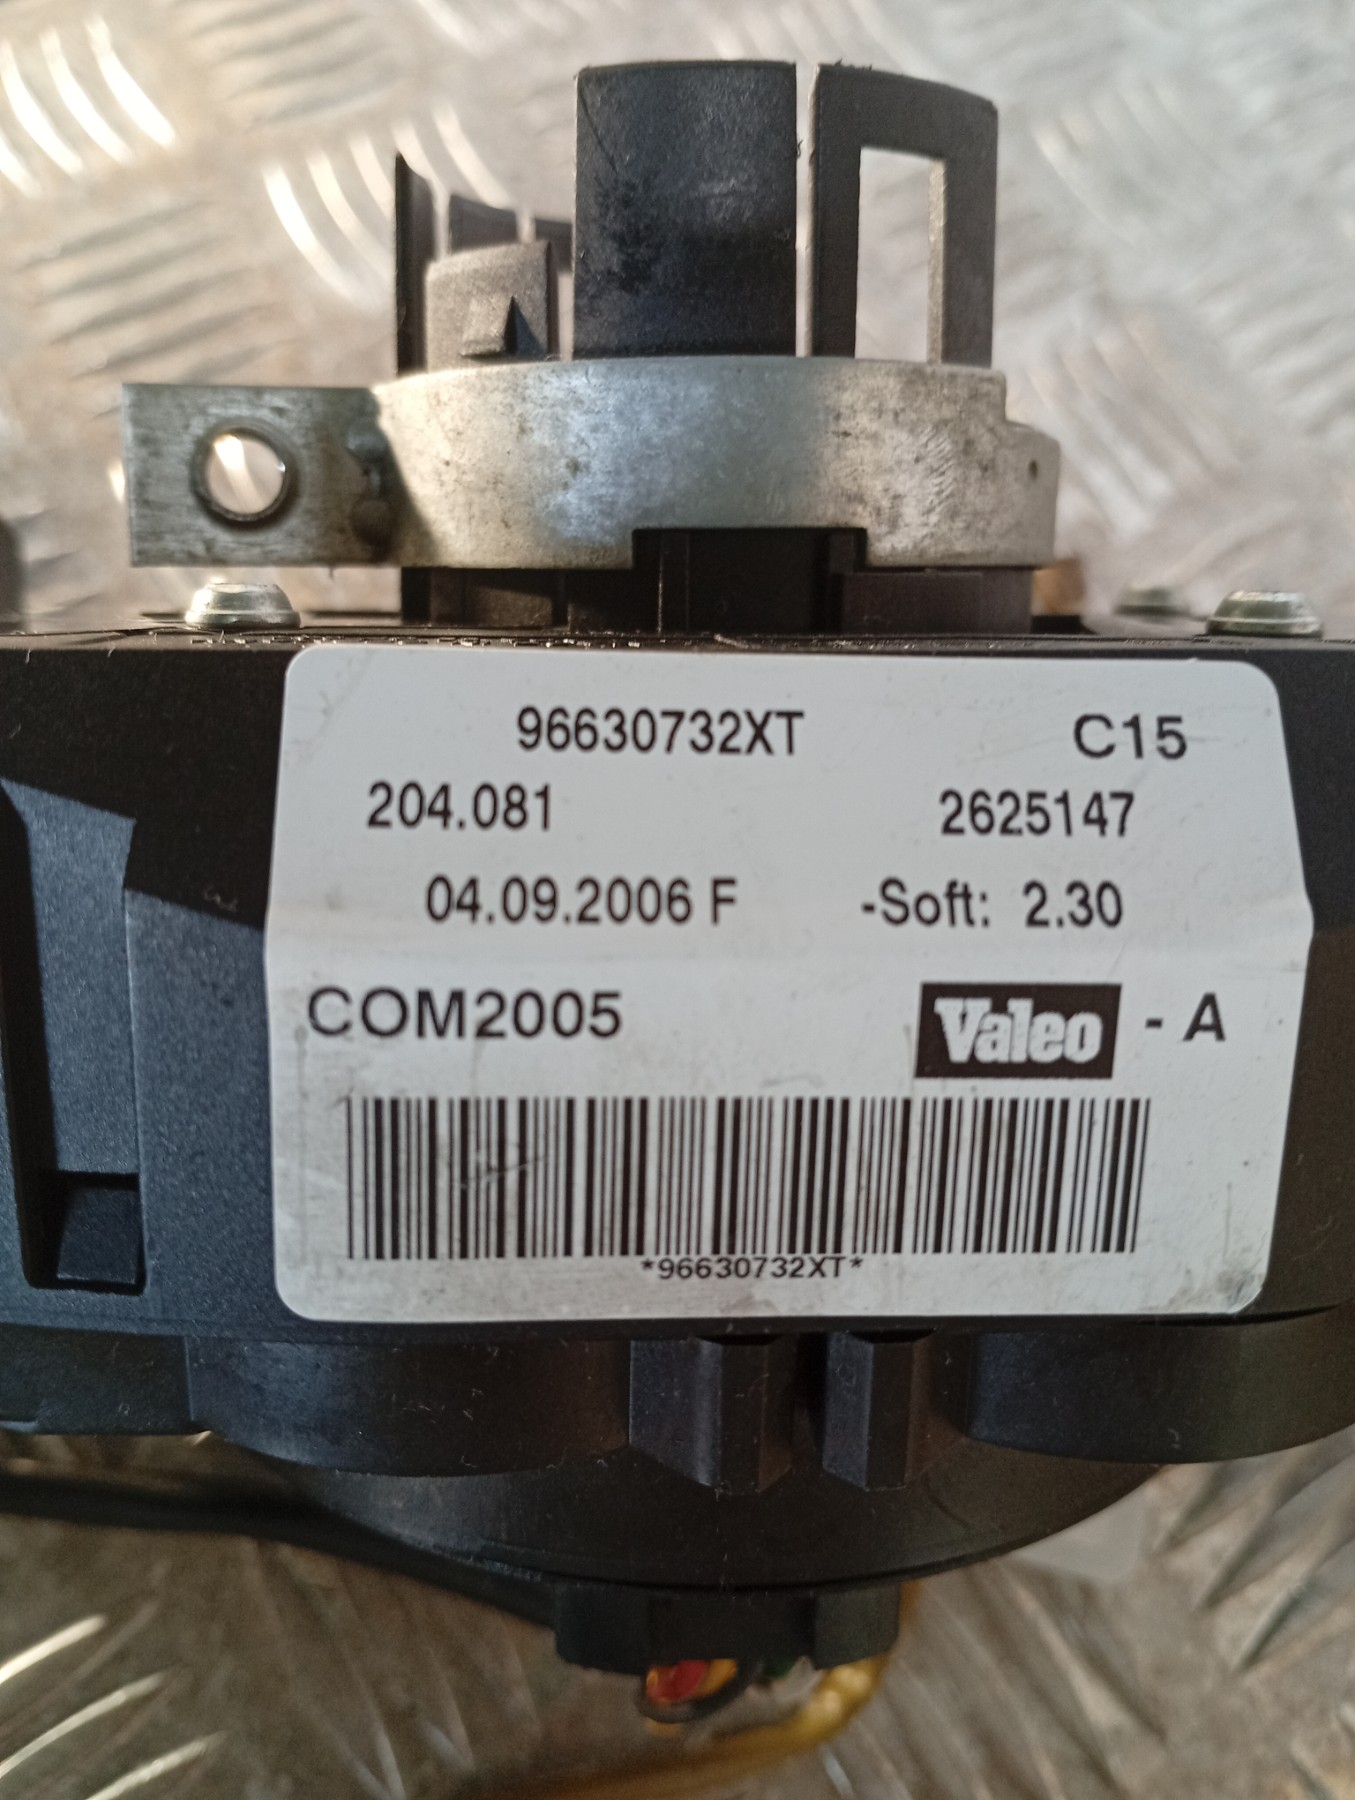 96630732XT C15
204.081 2625147
04.09.2006 F -Soft: 2.30
COM2005 Valeo - A
*96630732XT*